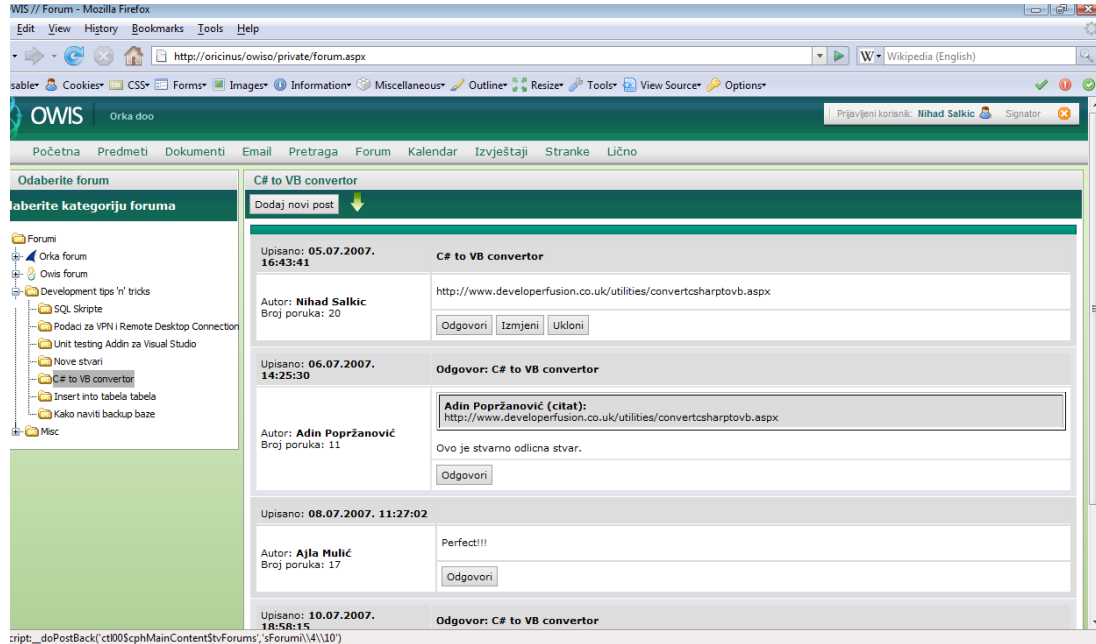 WIS // Forum - Mozilla Firefox
Edit View History Bookmarks Tools Help
http://oricinus/owiso/private/forum.aspx
W Wikipedia (English)
sable Cookies CSS Forms Images Information Miscellaneous Outline Resize Tools View Source Options
OWIS Orka doo
Prijavljeni korisnik: Nihad Salkic Signator
Početna Predmeti Dokumenti Email Pretraga Forum Kalendar Izvještaji Stranke Lično
Odaberite forum
laberite kategoriju foruma
Forumi
Orka forum
Owis forum
Development tips 'n' tricks
SQL Skripte
Podaci za VPN i Remote Desktop Connection
Unit testing Addin za Visual Studio
Nove stvari
C# to VB convertor
Insert into tabela tabela
Kako naviti backup baze
Misc
C# to VB convertor
Dodaj novi post
Upisano: 05.07.2007.
16:43:41
C# to VB convertor
Autor: Nihad Salkic
Broj poruka: 20
http://www.developerfusion.co.uk/utilities/convertcsharptovb.aspx
Odgovori Izmjeni Ukloni
Upisano: 06.07.2007.
14:25:30
Odgovor: C# to VB convertor
Autor: Adin Popržanović
Broj poruka: 11
Adin Popržanović (citat):
http://www.developerfusion.co.uk/utilities/convertcsharptovb.aspx
Ovo je stvarno odlicna stvar.
Odgovori
Upisano: 08.07.2007. 11:27:02
Autor: Ajla Mulić
Broj poruka: 17
Perfect!!!
Odgovori
Upisano: 10.07.2007.
18:58:15
Odgovor: C# to VB convertor
cript:__doPostBack('ctl00$cphMainContent$tvForums','sForumi\\4\\10')